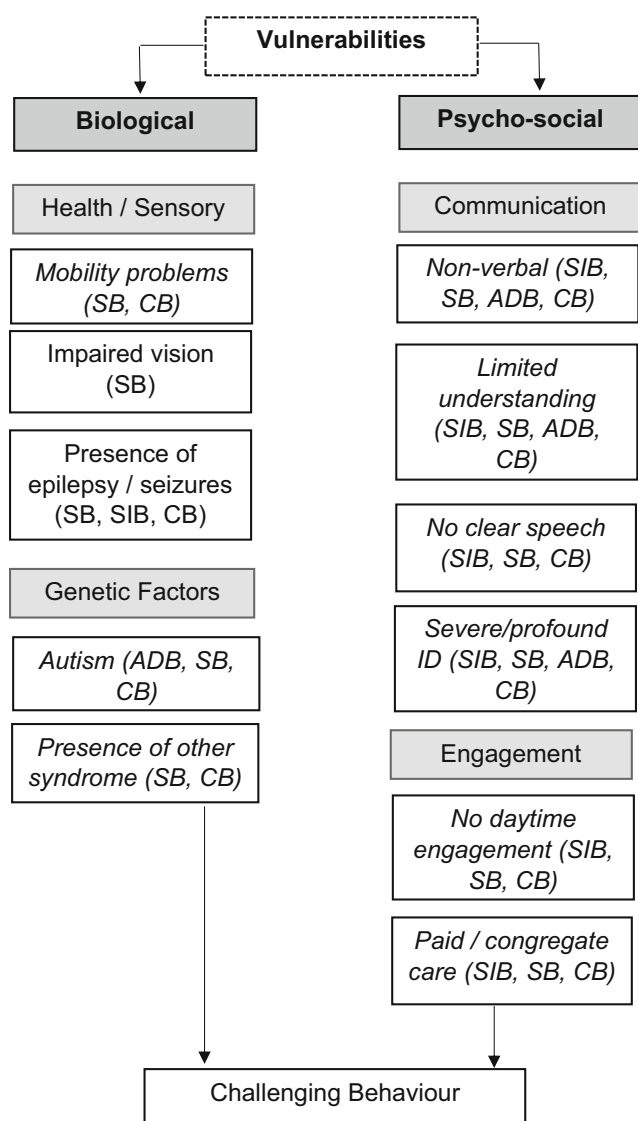 Vulnerabilities
Biological
Health / Sensory
Mobility problems
(SB, CB)
Impaired vision
(SB)
Presence of
epilepsy / seizures
(SB, SIB, CB)
Genetic Factors
Autism (ADB, SB,
CB)
Presence of other
syndrome (SB, CB)
Psycho-social
Communication
Non-verbal (SIB,
SB, ADB, CB)
Limited
understanding
(SIB, SB, ADB,
CB)
No clear speech
(SIB, SB, CB)
Severe/profound
ID (SIB, SB, ADB,
CB)
Engagement
No daytime
engagement (SIB,
SB, CB)
Paid / congregate
care (SIB, SB, CB)
Challenging Behaviour